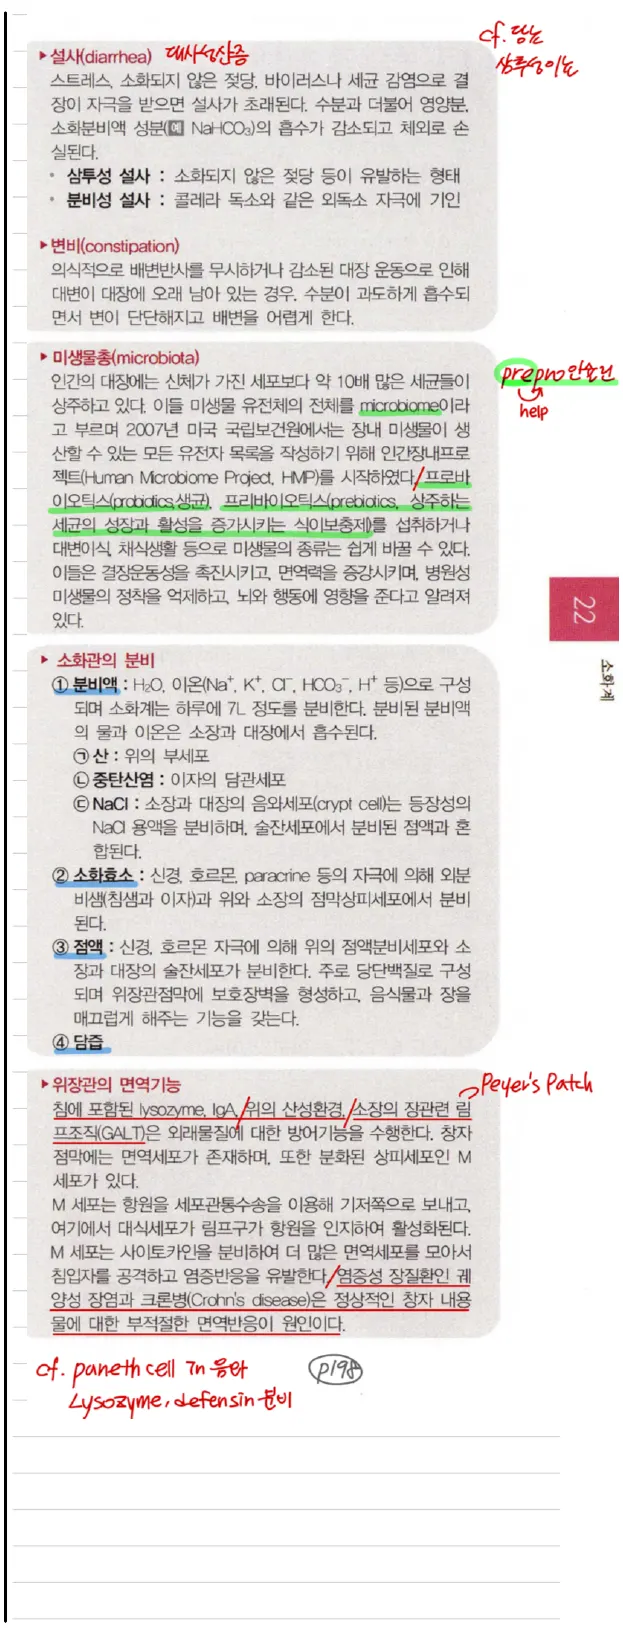 ▶설사(diarrhea) 대사성산증
cf. 당뇨
삼투성이뇨
스트레스, 소화되지 않은 젖당, 바이러스나 세균 감염으로 결
장이 자극을 받으면 설사가 초래된다. 수분과 더불어 영양분,
소화분비액 성분(예 NaHCO₃)의 흡수가 감소되고 체외로 손
실된다.
• 삼투성 설사 : 소화되지 않은 젖당 등이 유발하는 형태
• 분비성 설사 : 콜레라 독소와 같은 외독소 자극에 기인
▶변비(constipation)
의식적으로 배변반사를 무시하거나 감소된 대장 운동으로 인해
대변이 대장에 오래 남아 있는 경우, 수분이 과도하게 흡수되
면서 변이 단단해지고 배변을 어렵게 한다.
▶미생물총(microbiota)
인간의 대장에는 신체가 가진 세포보다 약 10배 많은 세균들이
상주하고 있다. 이들 미생물 유전체의 전체를 microbiome이라
고 부르며 2007년 미국 국립보건원에서는 장내 미생물이 생
산할 수 있는 모든 유전자 목록을 작성하기 위해 인간장내프로
젝트(Human Microbiome Project, HMP)를 시작하였다. 프로바
이오틱스(probiotics,생균), 프리바이오틱스(prebiotics, 상주하는
세균의 성장과 활성을 증가시키는 식이보충제)를 섭취하거나
대변이식, 채식생활 등으로 미생물의 종류는 쉽게 바꿀 수 있다.
이들은 결장운동성을 촉진시키고, 면역력을 증강시키며, 병원성
미생물의 정착을 억제하고, 뇌와 행동에 영향을 준다고 알려져
있다.
prepro
help
22
소화계
▶ 소화관의 분비
① 분비액 : H₂O, 이온(Na⁺, K⁺, Cl⁻, HCO₃⁻, H⁺ 등)으로 구성
되며 소화계는 하루에 7L 정도를 분비한다. 분비된 분비액
의 물과 이온은 소장과 대장에서 흡수된다.
㉠ 산 : 위의 부세포
㉡ 중탄산염 : 이자의 담관세포
㉢ NaCl : 소장과 대장의 음와세포(crypt cell)는 등장성의
NaCl 용액을 분비하며, 술잔세포에서 분비된 점액과 혼
합된다.
② 소화효소 : 신경, 호르몬, paracrine 등의 자극에 의해 외분
비샘(침샘과 이자)과 위와 소장의 점막상피세포에서 분비
된다.
③ 점액 : 신경, 호르몬 자극에 의해 위의 점액분비세포와 소
장과 대장의 술잔세포가 분비한다. 주로 당단백질로 구성
되며 위장관점막에 보호장벽을 형성하고, 음식물과 장을
매끄럽게 해주는 기능을 갖는다.
④ 담즙
▶위장관의 면역기능
Peyer's Patch
침에 포함된 lysozyme, IgA, 위의 산성환경, 소장의 장관련 림
프조직(GALT)은 외래물질에 대한 방어기능을 수행한다. 창자
점막에는 면역세포가 존재하며, 또한 분화된 상피세포인 M
세포가 있다.
M 세포는 항원을 세포관통수송을 이용해 기저쪽으로 보내고,
여기에서 대식세포가 림프구가 항원을 인지하여 활성화된다.
M 세포는 사이토카인을 분비하여 더 많은 면역세포를 모아서
침입자를 공격하고 염증반응을 유발한다. 염증성 장질환인 궤
양성 장염과 크론병(Crohn's disease)은 정상적인 창자 내용
물에 대한 부적절한 면역반응이 원인이다.
cf. paneth cell in 음와 p198
Lysozyme, defensin 분비